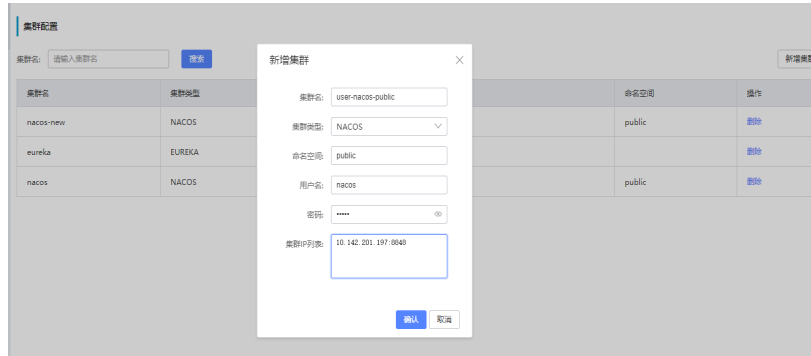 集群配置
集群名: 请输入集群名 搜索 新增集群
集群名 集群类型 命名空间 操作
nacos-new NACOS public 删除
eureka EUREKA 删除
nacos NACOS public 删除
新增集群
集群名: user-nacos-public
集群类型: NACOS
命名空间: public
用户名: nacos
密码: •••••
集群IP列表: 10.142.201.197:8848
确认 取消